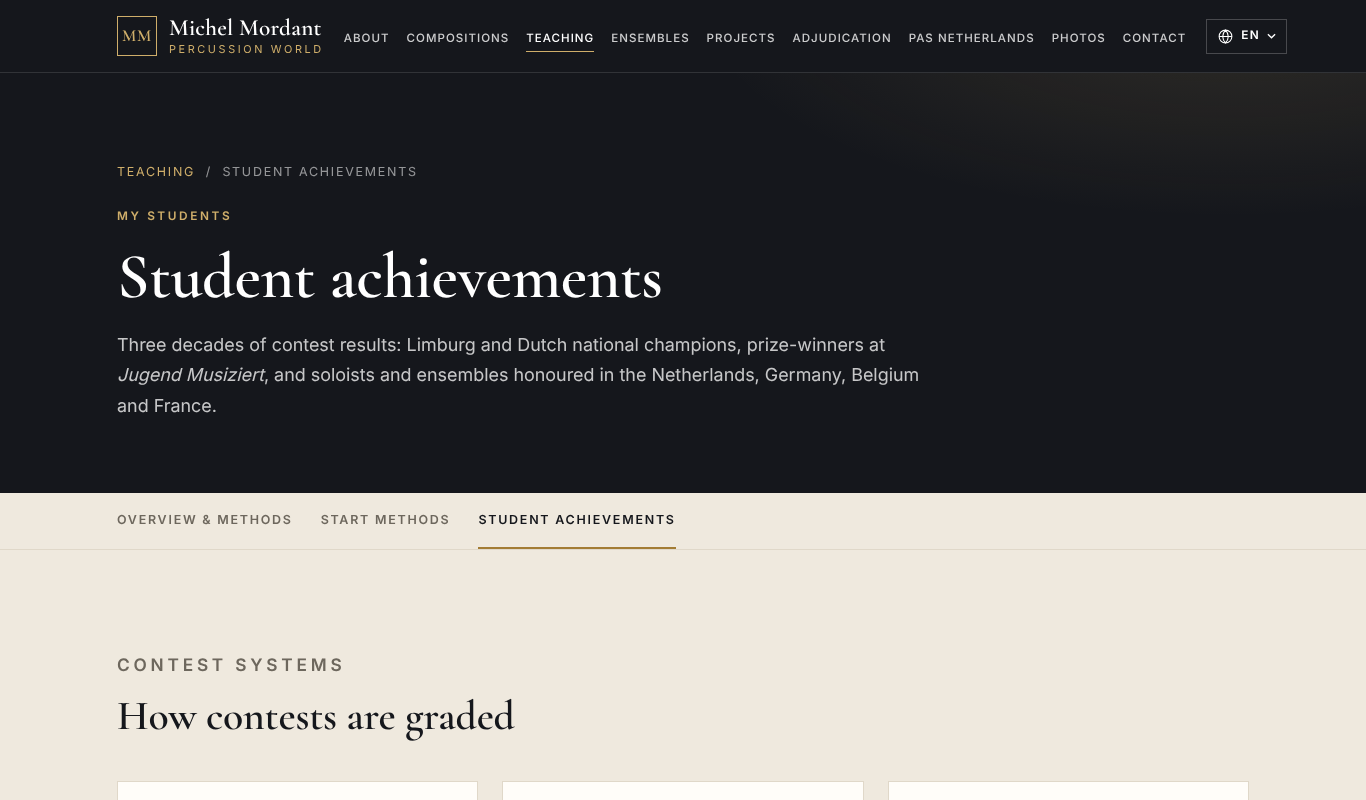 MM
Michel Mordant
PERCUSSION WORLD
ABOUT COMPOSITIONS TEACHING ENSEMBLES PROJECTS ADJUDICATION PAS NETHERLANDS PHOTOS CONTACT EN
TEACHING / STUDENT ACHIEVEMENTS
MY STUDENTS
Student achievements
Three decades of contest results: Limburg and Dutch national champions, prize-winners at
Jugend Musiziert, and soloists and ensembles honoured in the Netherlands, Germany, Belgium
and France.
OVERVIEW & METHODS START METHODS STUDENT ACHIEVEMENTS
CONTEST SYSTEMS
How contests are graded